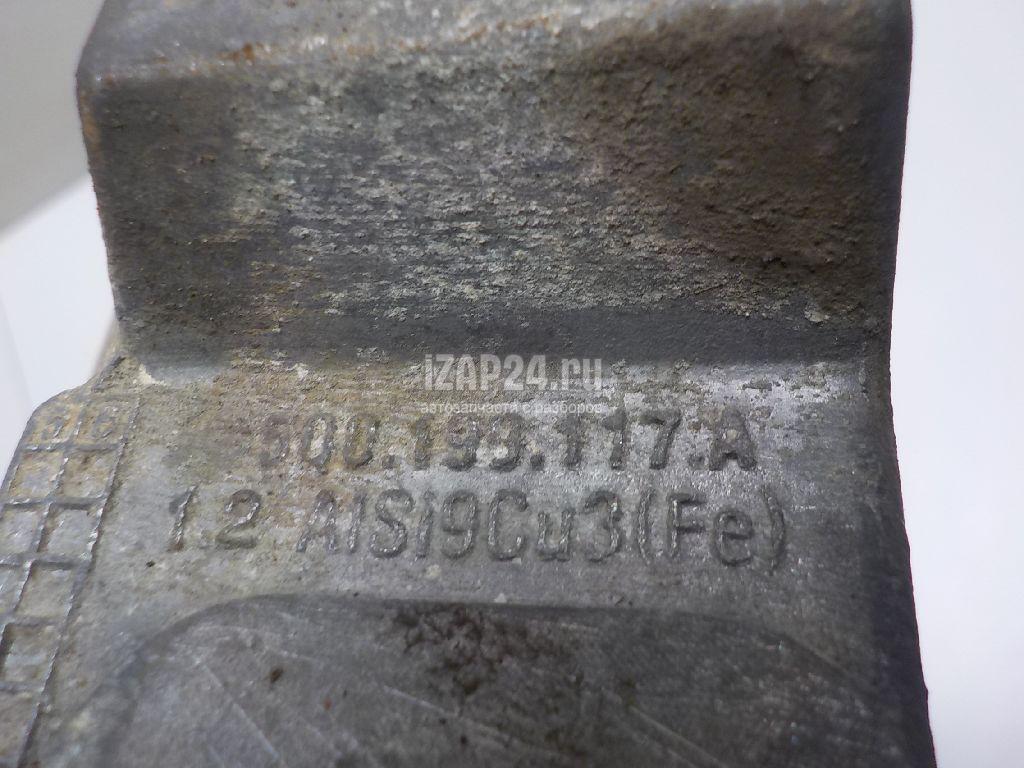 iZAP24.ru
автозапчасти с разборов
5Q0.199.117.A
1.2 AlSi9Cu3(Fe)